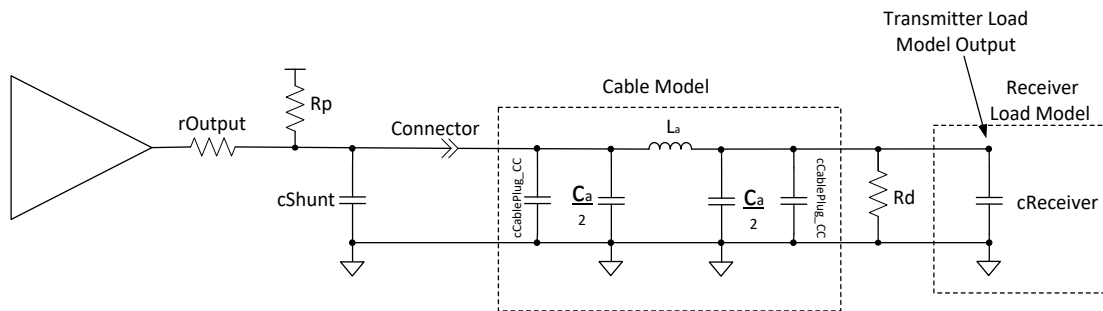 Transmitter Load
Model Output
Receiver
Load Model
Cable Model
Rp
rOutput
Connector
La
cShunt
cCablePlug_CC
Ca
2
Ca
2
cCablePlug_CC
Rd
cReceiver